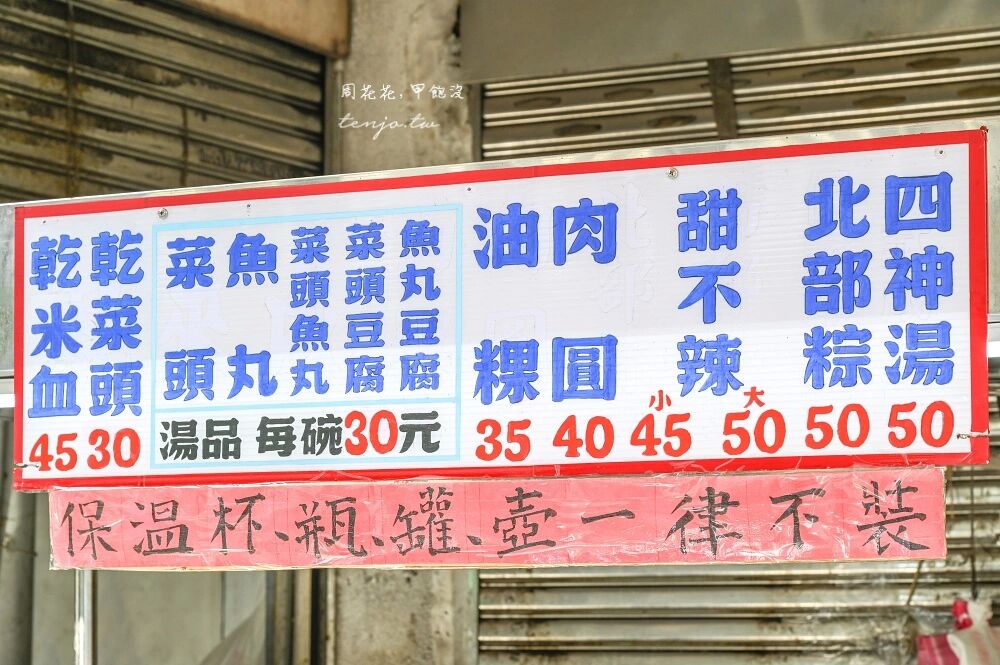 周花花，甲飽沒
tenjo.tw
四神湯 50
北部粽 50
甜不辣 小45 大50
肉圓 40
油粿 35
魚丸豆腐
菜頭豆腐
菜頭魚丸
魚丸
菜頭
湯品 每碗30元
乾菜頭 30
乾米血 45
保溫杯、瓶、罐、壺一律不裝